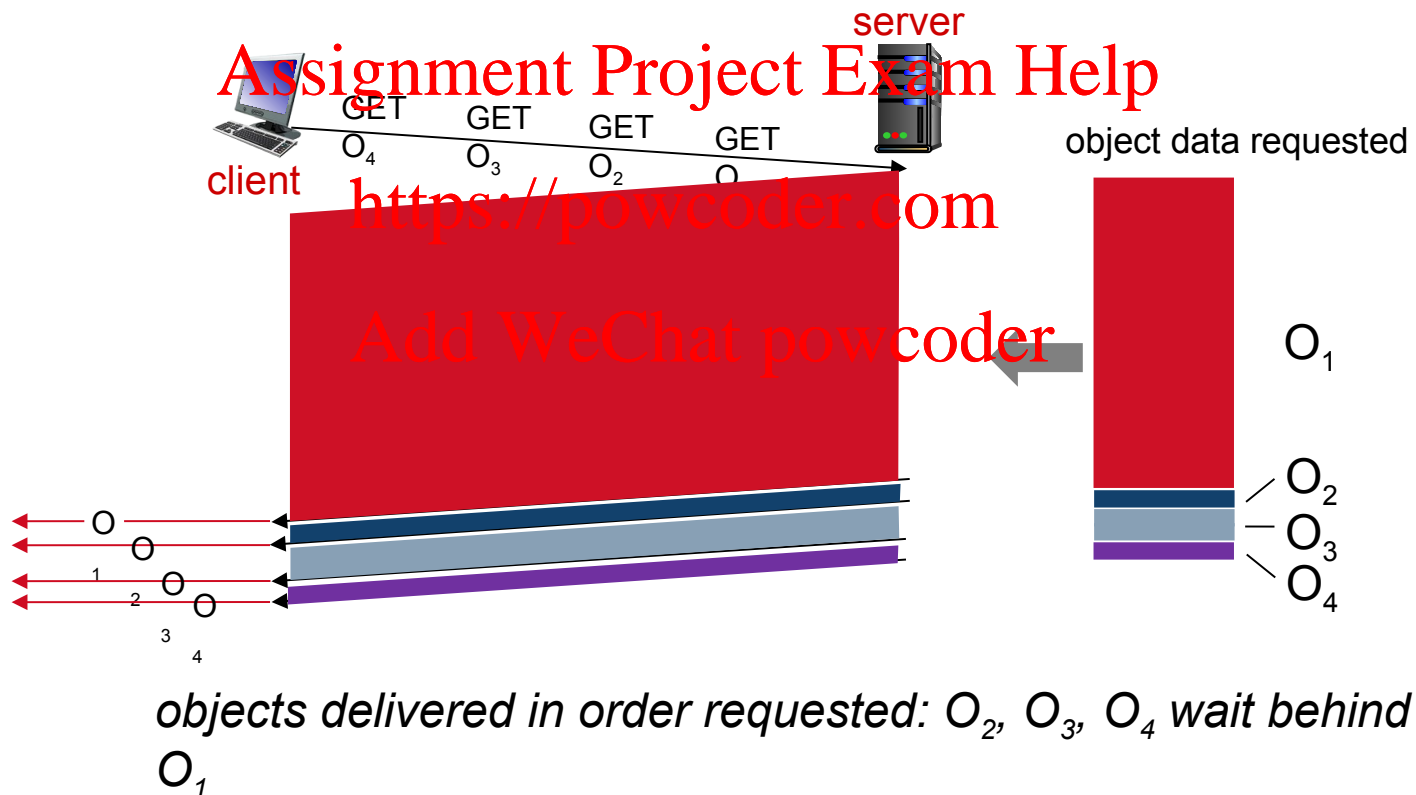 server
Assignment Project Exam Help
GET GET GET GET
O4 O3 O2 O
object data requested
client
https://powcoder.com
Add WeChat powcoder
O1
O2
O3
O4
O
O
1
O
2
O
3
4
objects delivered in order requested: O2, O3, O4 wait behind
O1